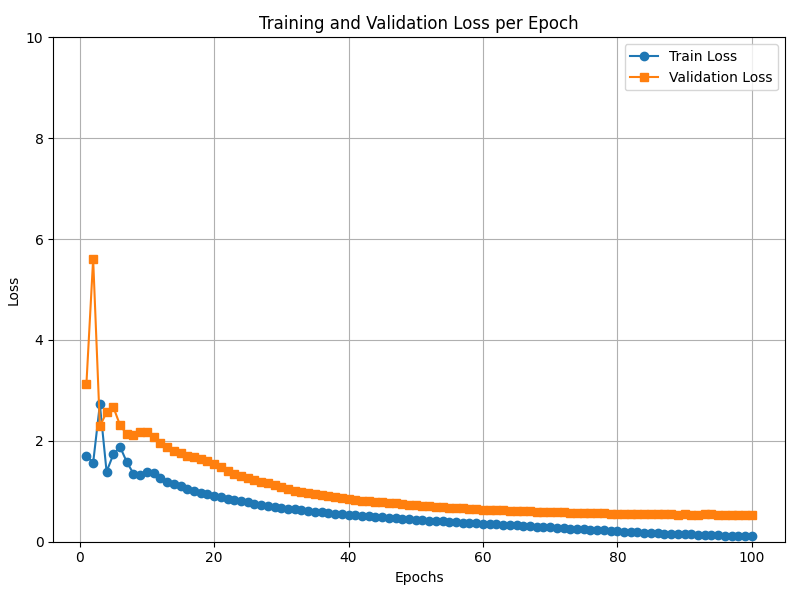 Training and Validation Loss per Epoch
Train Loss
Validation Loss
10
8
6
4
2
0
Loss
0 20 40 60 80 100
Epochs